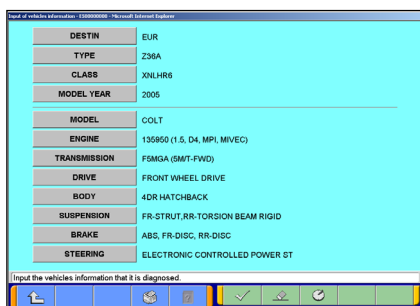 Input of vehicles information - ES00000000 - Microsoft Internet Explorer
DESTIN EUR
TYPE Z36A
CLASS XNLHR6
MODEL YEAR 2005
MODEL COLT
ENGINE 135950 (1.5, D4, MPI, MIVEC)
TRANSMISSION F5MGA (5M/T-FWD)
DRIVE FRONT WHEEL DRIVE
BODY 4DR HATCHBACK
SUSPENSION FR-STRUT,RR-TORSION BEAM RIGID
BRAKE ABS, FR-DISC, RR-DISC
STEERING ELECTRONIC CONTROLLED POWER ST
Input the vehicles information that it is diagnosed.